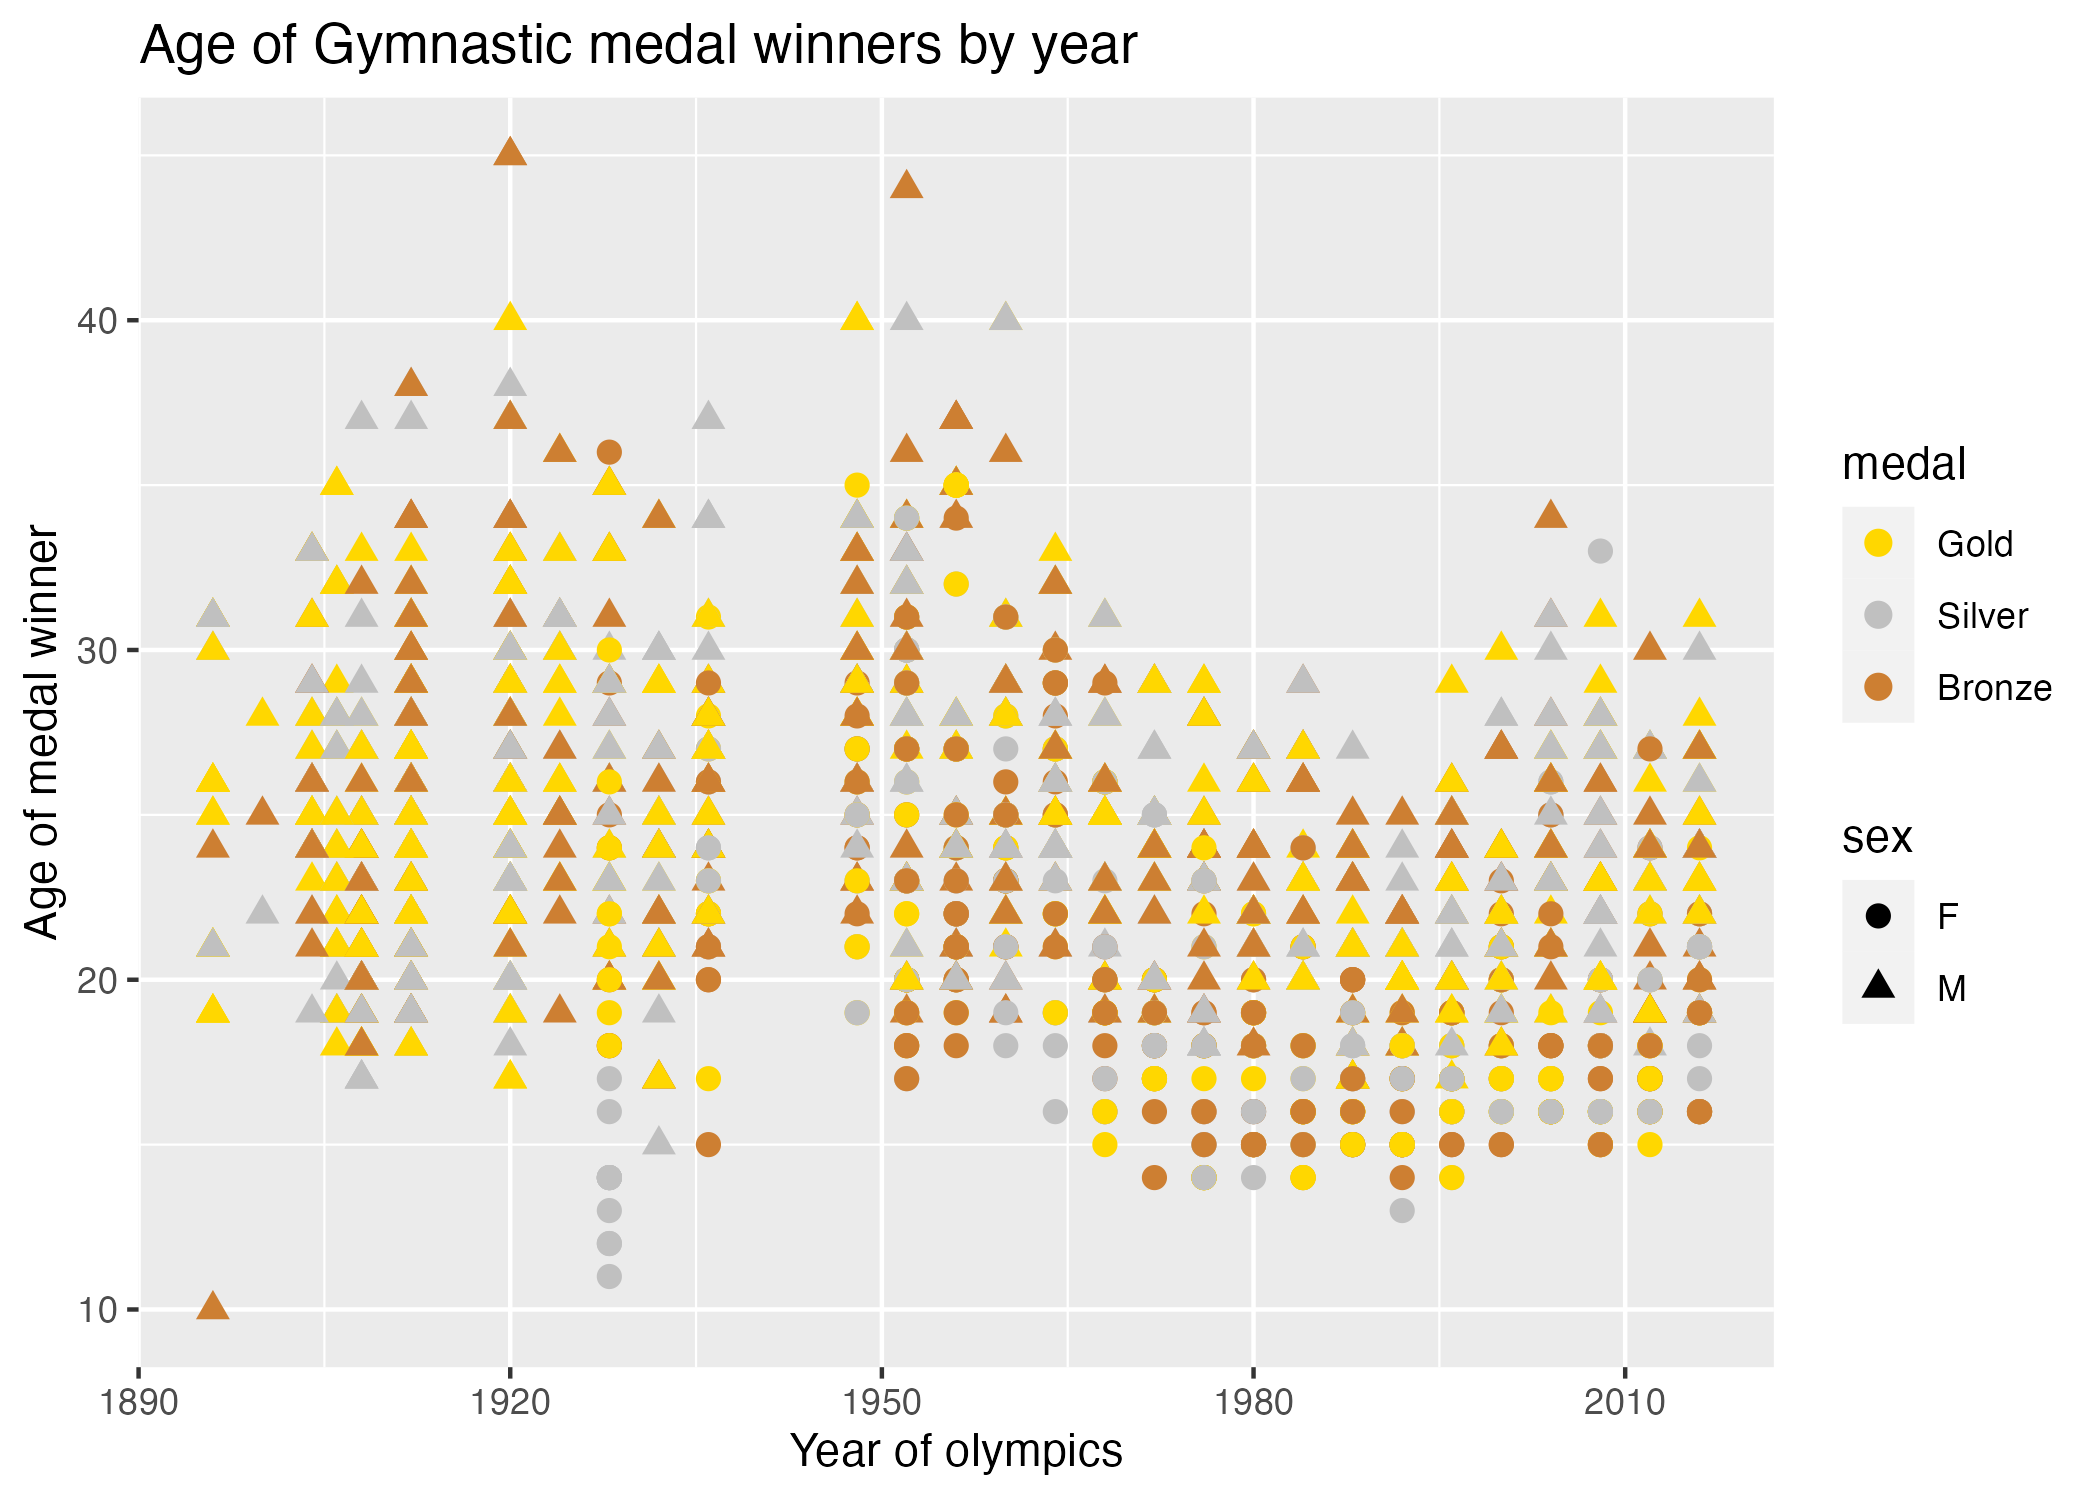 Age of Gymnastic medal winners by year
Age of medal winner
40
30
20
10
1890
1920
1950
1980
2010
Year of olympics
medal
Gold
Silver
Bronze
sex
F
M